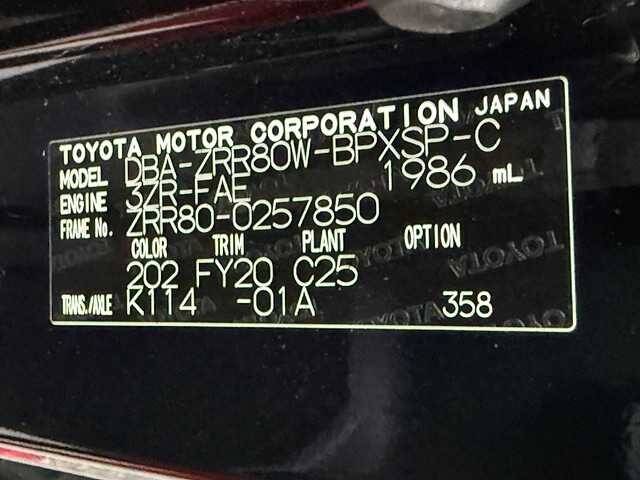 TOYOTA MOTOR CORPORATION JAPAN
MODEL DBA-ZRR80W-BPXSP-C
ENGINE 3ZR-FAE 1986 mL
FRAME No. ZRR80-0257850
COLOR TRIM PLANT OPTION
202 FY20 C25
TRANS./AXLE K114 -01A 358